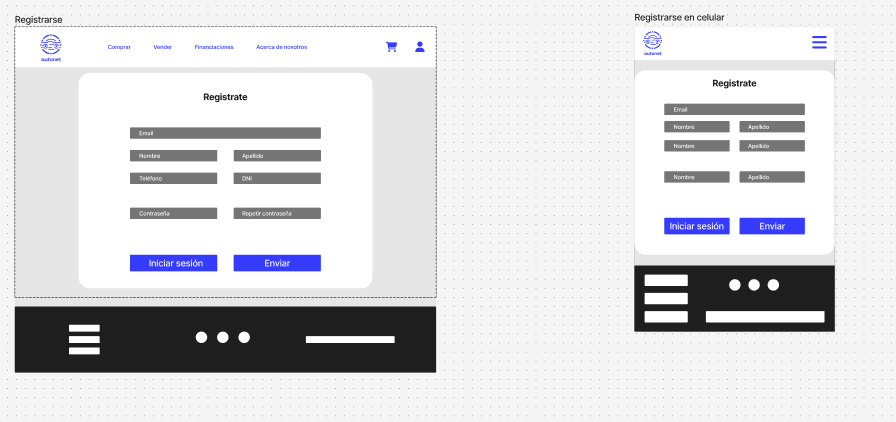 Registrarse
autonet
Comprar Vender Financiaciones Acerca de nosotros
Registrate
Email
Nombre Apellido
Teléfono DNI
Contraseña Repetir contraseña
Iniciar sesión Enviar
Registrarse en celular
autonet
Registrate
Email
Nombre Apellido
Nombre Apellido
Nombre Apellido
Iniciar sesión Enviar